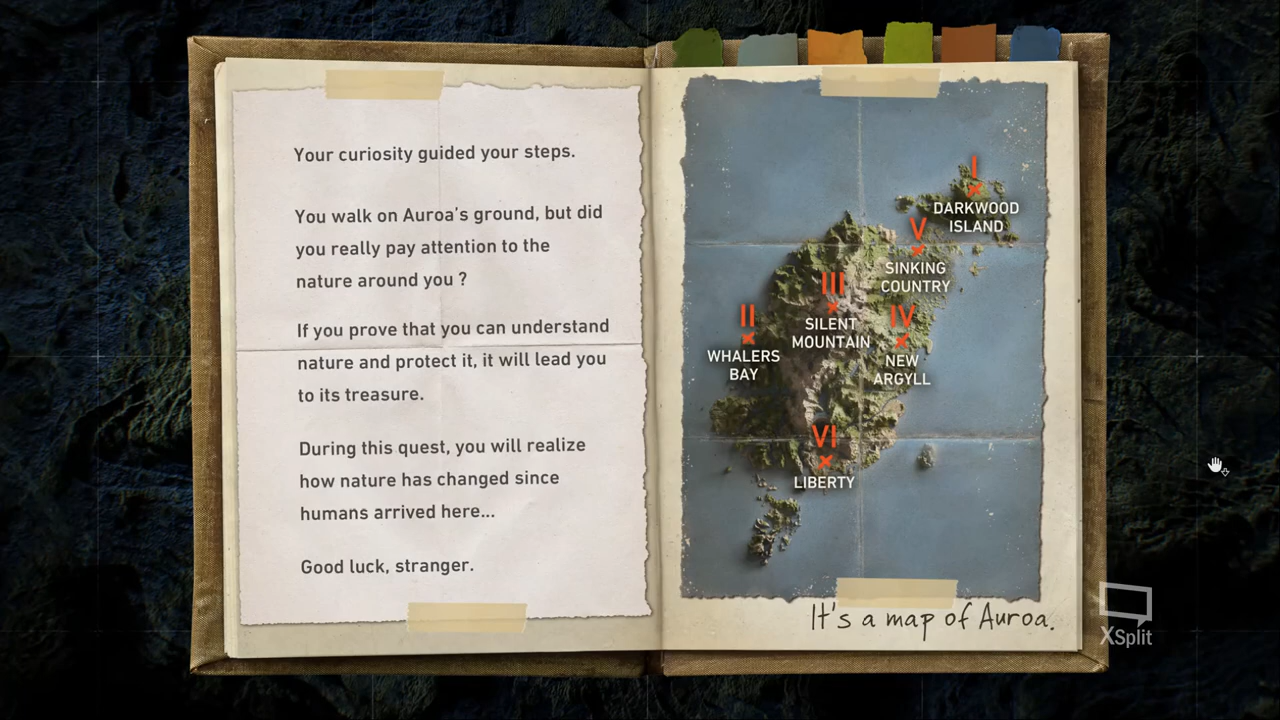 Your curiosity guided your steps.
You walk on Auroa's ground, but did
you really pay attention to the
nature around you ?
If you prove that you can understand
nature and protect it, it will lead you
to its treasure.
During this quest, you will realize
how nature has changed since
humans arrived here...
Good luck, stranger.
I
DARKWOOD
ISLAND
V
SINKING
COUNTRY
III
SILENT
MOUNTAIN
II
WHALERS
BAY
IV
NEW
ARGYLL
VI
LIBERTY
It's a map of Auroa.
XSplit